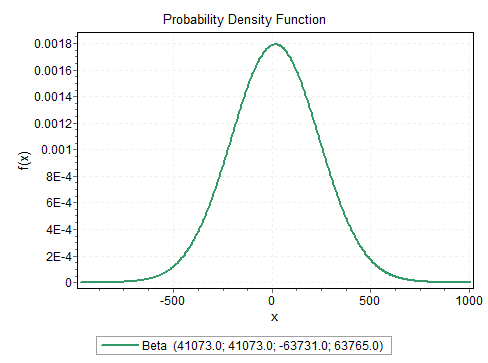 Probability Density Function
0.0018
0.0016
0.0014
0.0012
0.001
8E-4
6E-4
4E-4
2E-4
0
f(x)
-500 0 500 1000
x
Beta (41073.0; 41073.0; -63731.0; 63765.0)